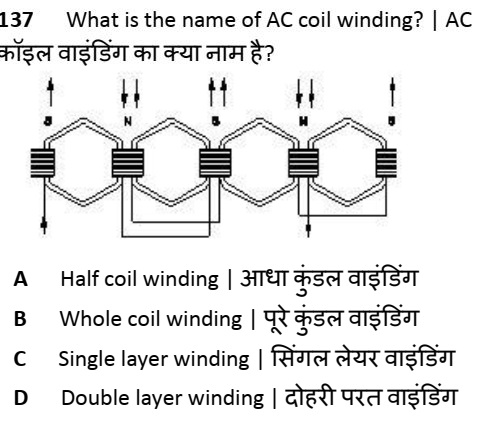 137 What is the name of AC coil winding? | AC
कॉइल वाइंडिंग का क्या नाम है?
S N S N S
A Half coil winding | आधा कुंडल वाइंडिंग
B Whole coil winding | पूरे कुंडल वाइंडिंग
C Single layer winding | सिंगल लेयर वाइंडिंग
D Double layer winding | दोहरी परत वाइंडिंग